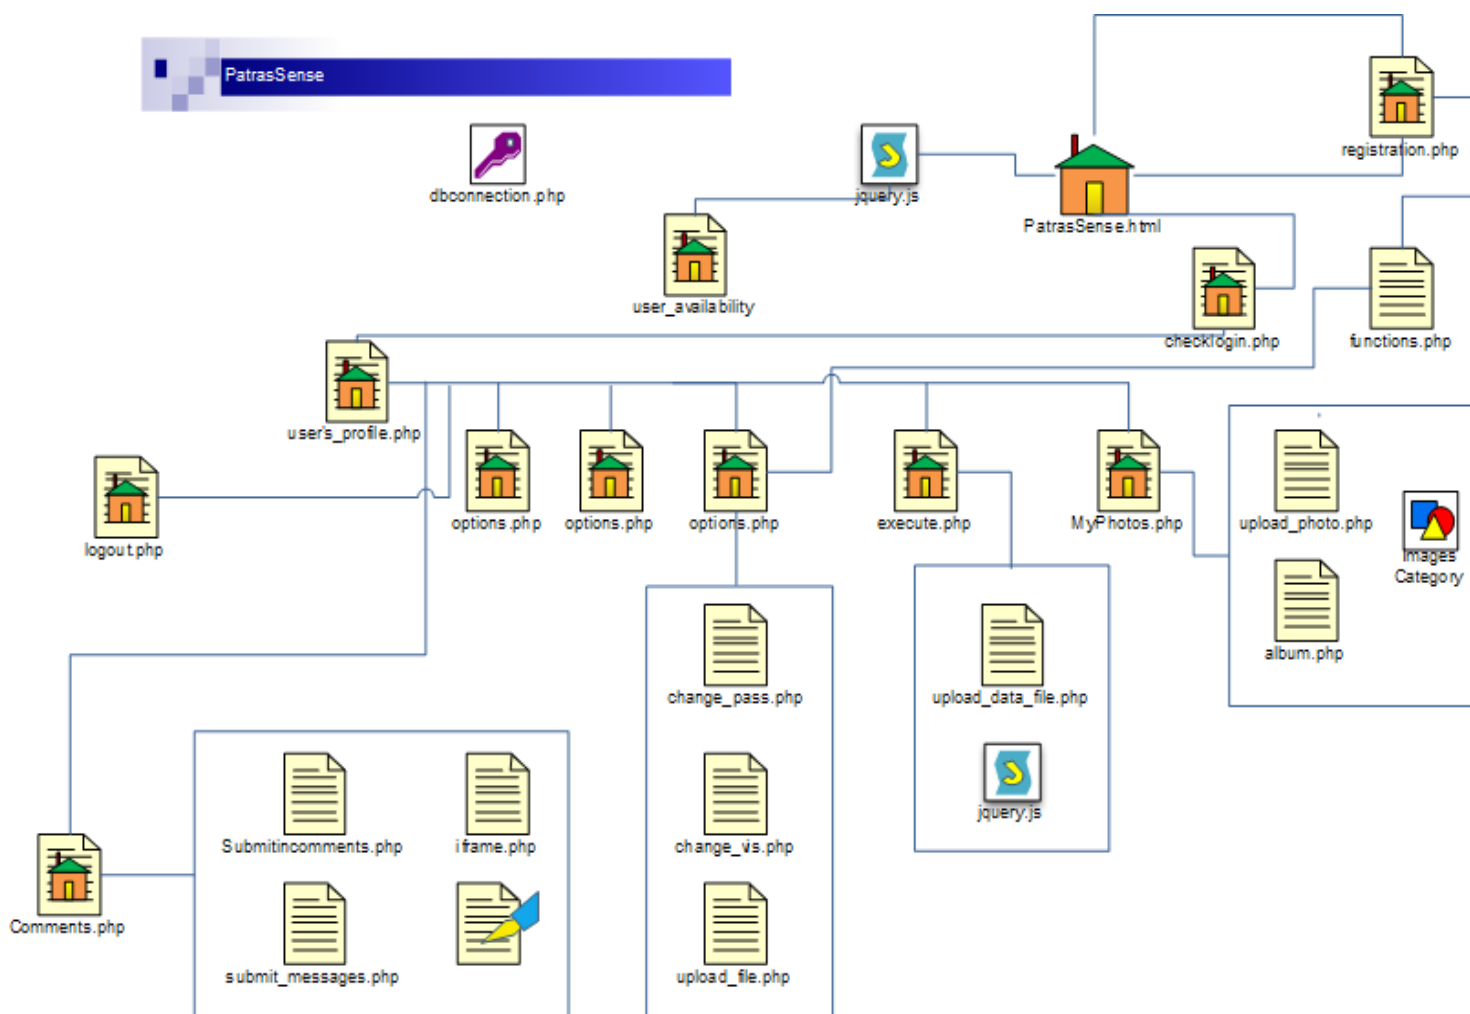 PatrasSense
registration.php
dbconnection.php
jquery.js
PatrasSense.html
user_availability
checklogin.php
functions.php
user's_profile.php
options.php
options.php
options.php
execute.php
MyPhotos.php
upload_photo.php
logout.php
Images
Category
album.php
change_pass.php
upload_data_file.php
jquery.js
Submitincomments.php
iframe.php
change_vis.php
Comments.php
submit_messages.php
upload_file.php